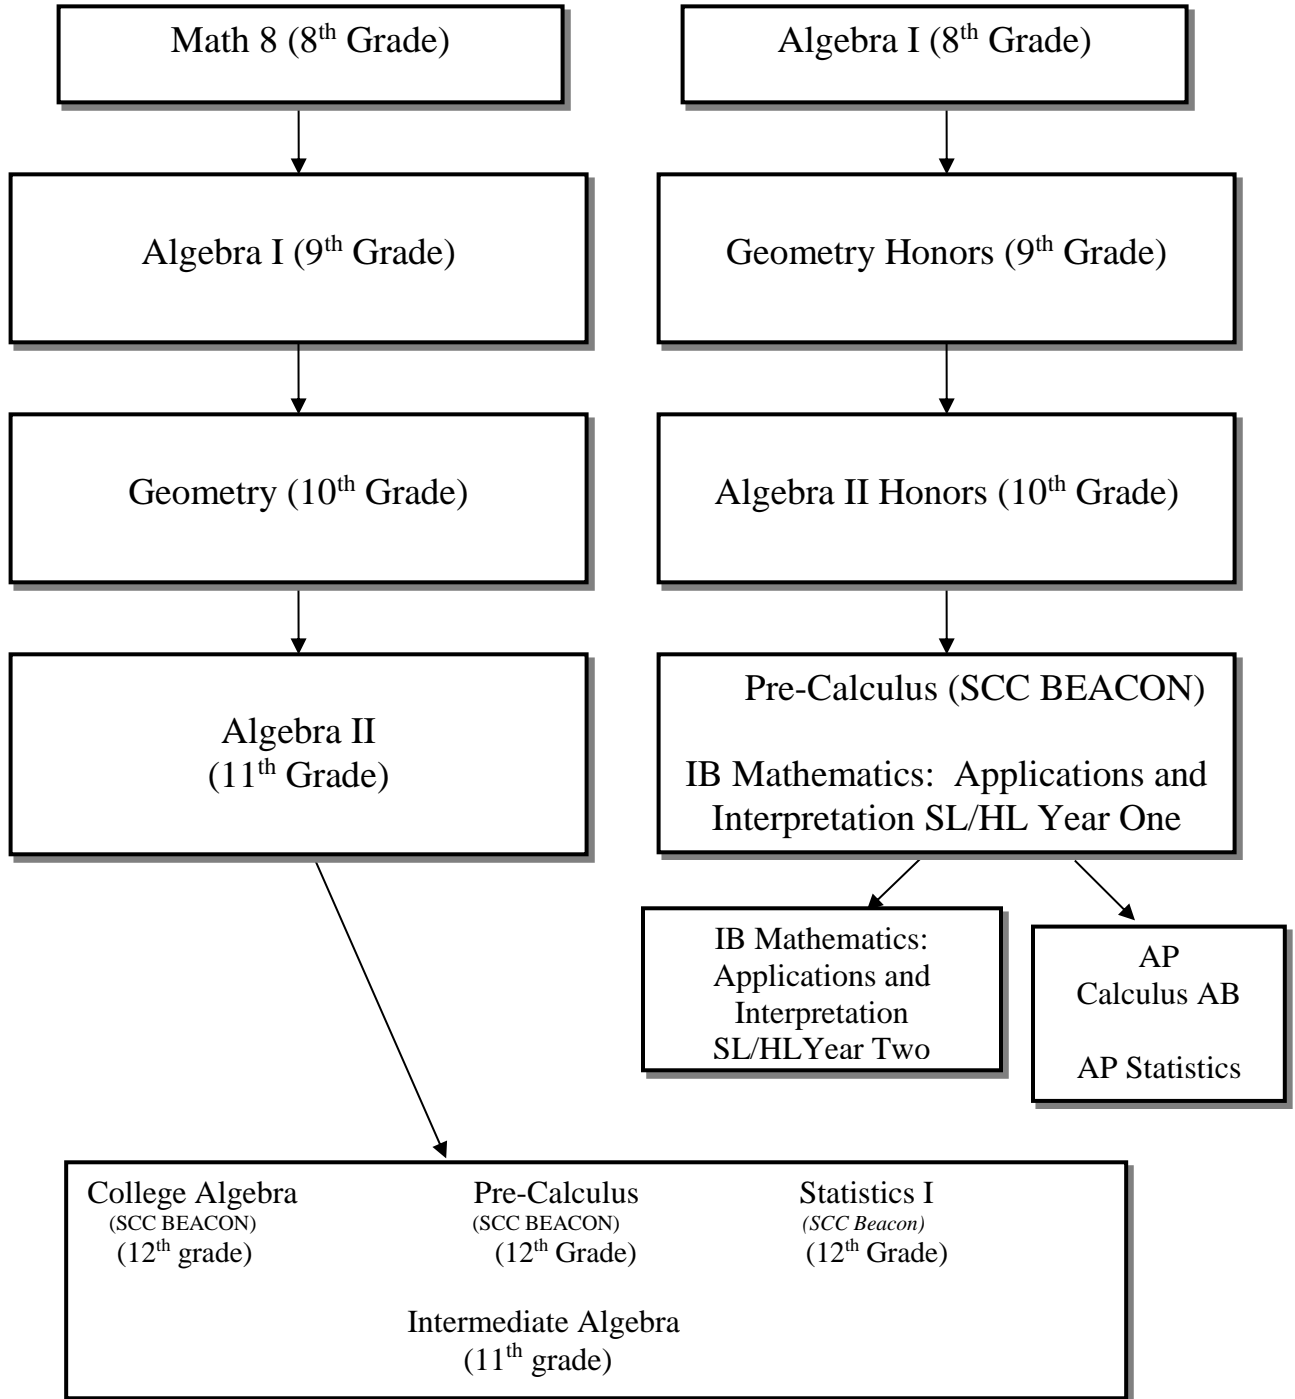 Math 8 (8th Grade)
Algebra I (8th Grade)
Algebra I (9th Grade)
Geometry Honors (9th Grade)
Geometry (10th Grade)
Algebra II Honors (10th Grade)
Algebra II
(11th Grade)
Pre-Calculus (SCC BEACON)
IB Mathematics:  Applications and
Interpretation SL/HL Year One
IB Mathematics:
Applications and
Interpretation
SL/HLYear Two
AP
Calculus AB
AP Statistics
College Algebra
(SCC BEACON)
(12th grade)
Pre-Calculus
(SCC BEACON)
(12th Grade)
Statistics I
(SCC Beacon)
(12th Grade)
Intermediate Algebra
(11th grade)